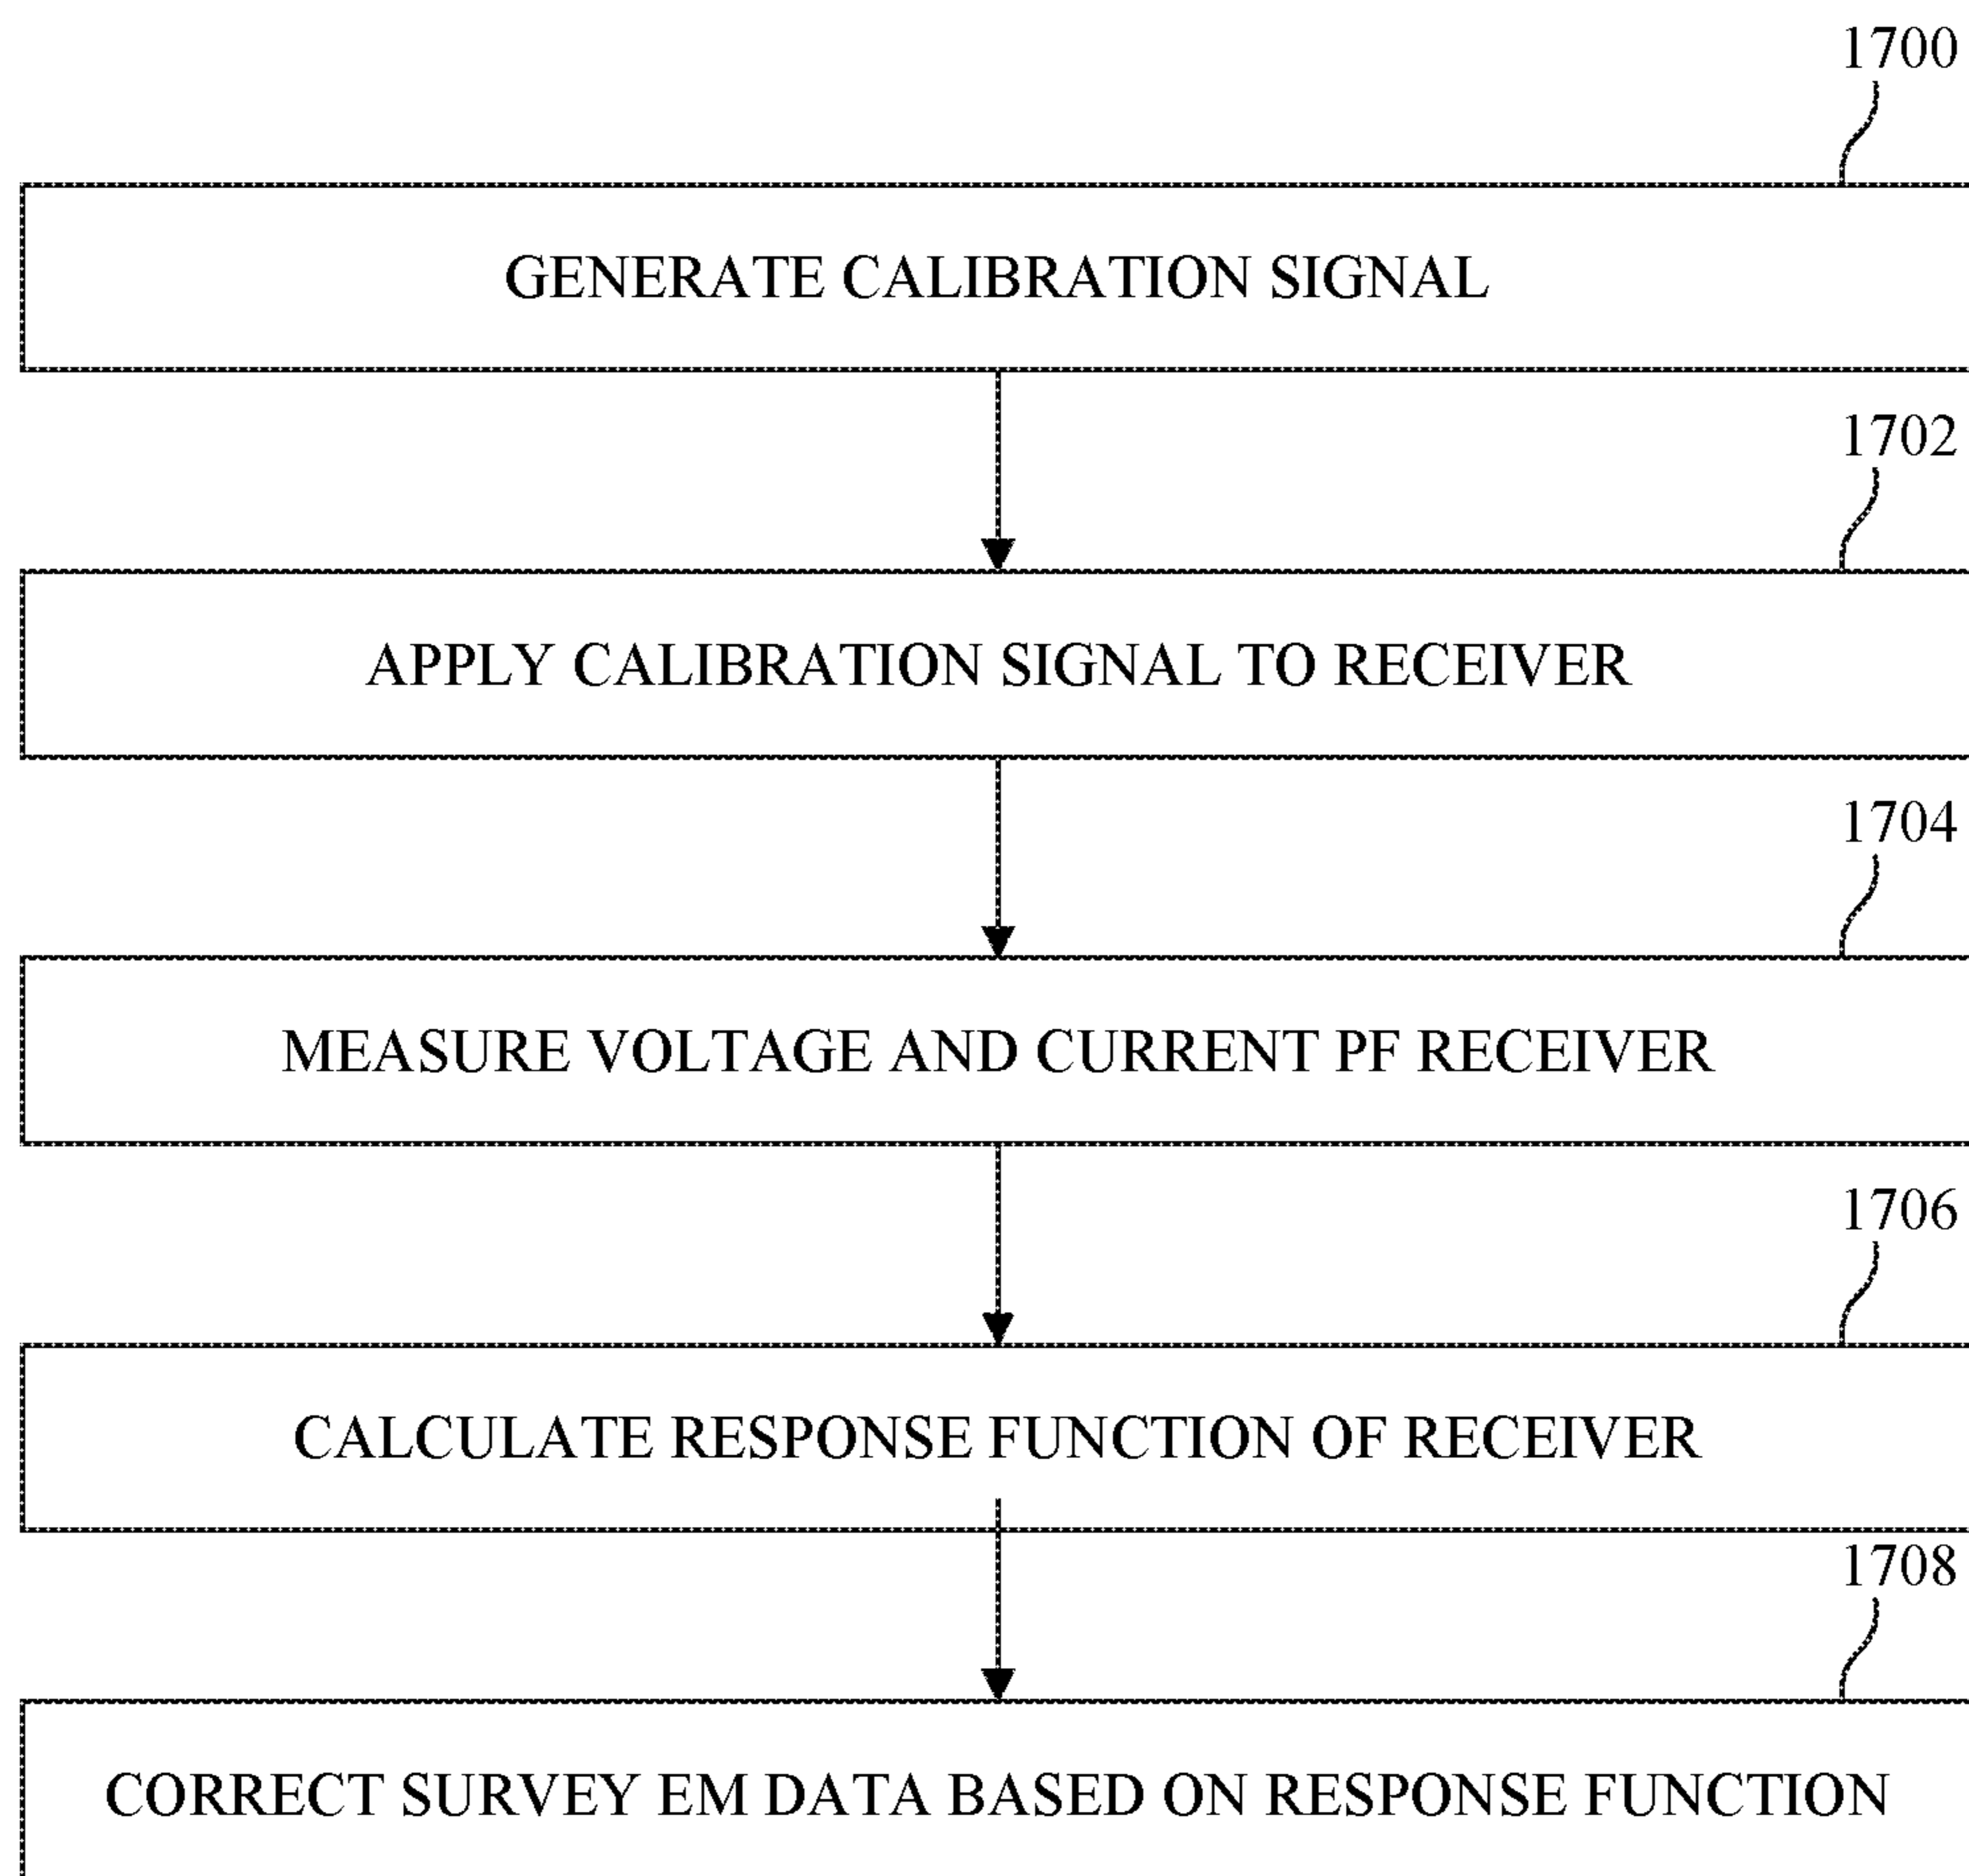 1700
GENERATE CALIBRATION SIGNAL
1702
APPLY CALIBRATION SIGNAL TO RECEIVER
1704
MEASURE VOLTAGE AND CURRENT PF RECEIVER
1706
CALCULATE RESPONSE FUNCTION OF RECEIVER
1708
CORRECT SURVEY EM DATA BASED ON RESPONSE FUNCTION